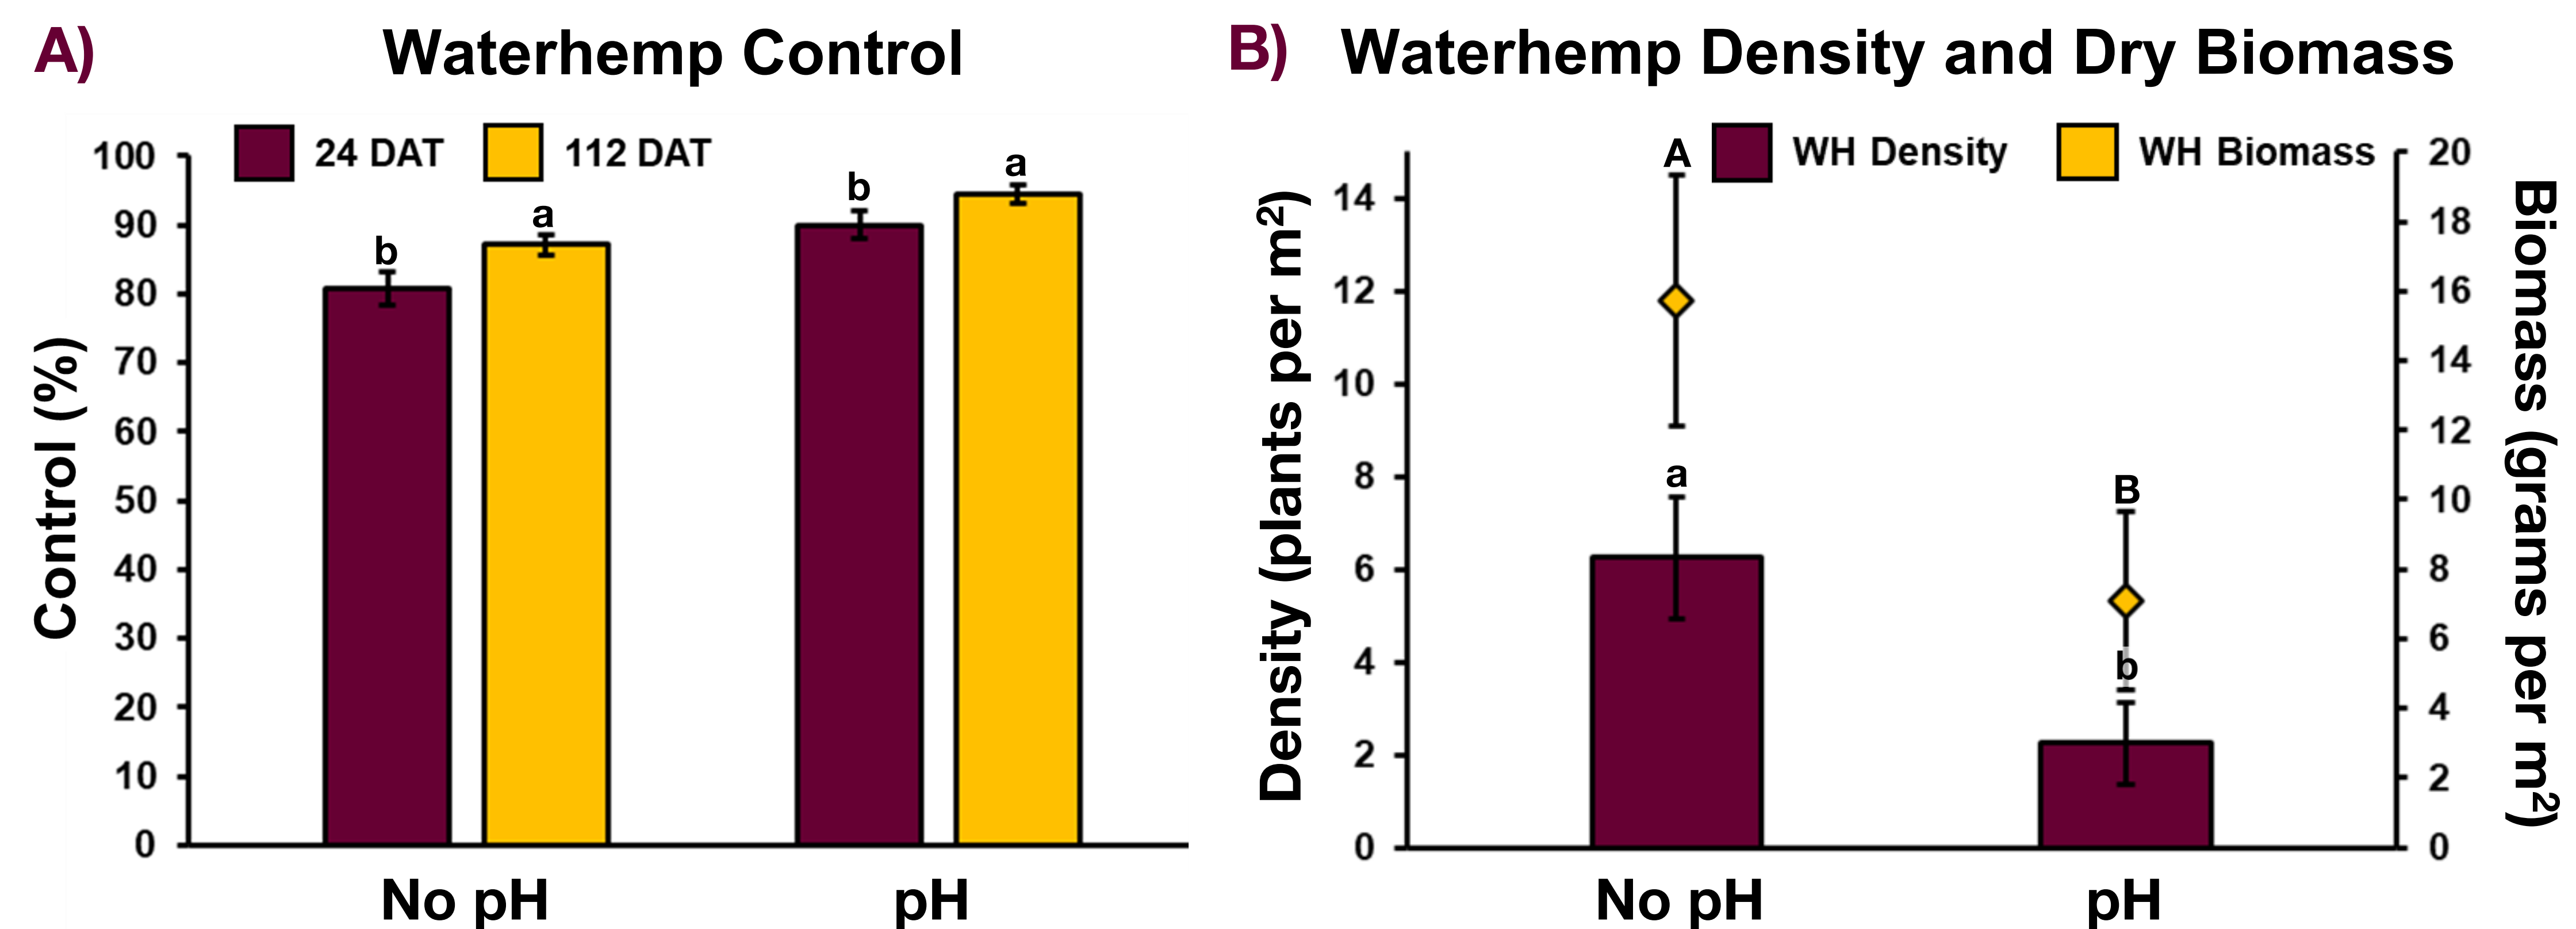 A) Waterhemp Control
24 DAT 112 DAT
Control (%)
100
90
80
70
60
50
40
30
20
10
0
b
a
b
a
No pH pH
B) Waterhemp Density and Dry Biomass
WH Density WH Biomass
Density (plants per m²)
14
12
10
8
6
4
2
0
A
a
B
b
20
18
16
14
12
10
8
6
4
2
0
Biomass (grams per m²)
No pH pH